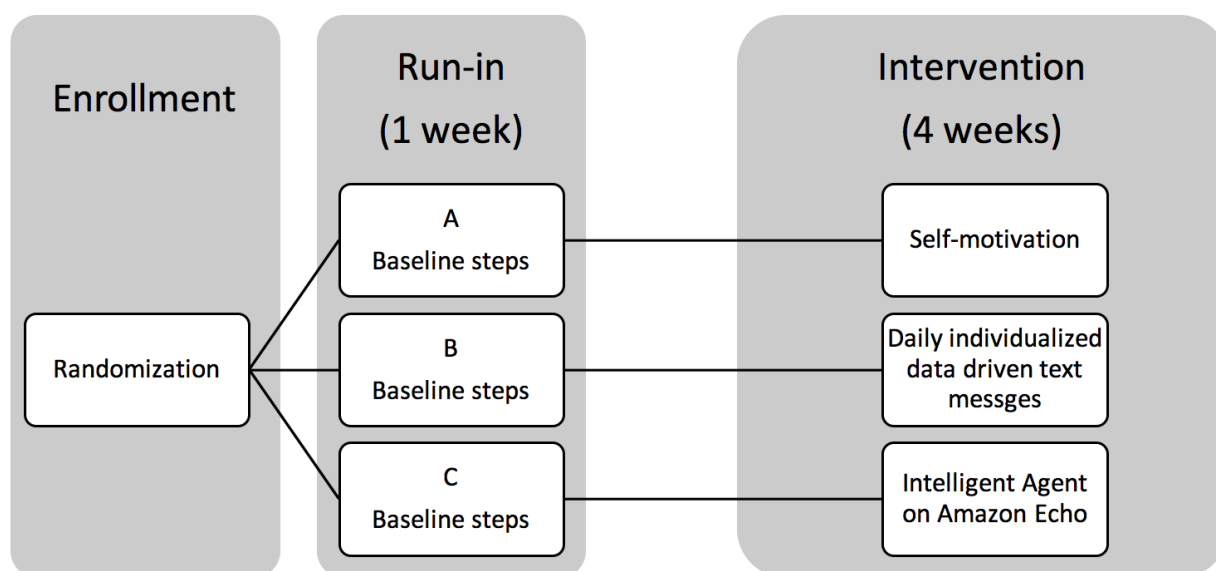 Enrollment
Randomization
Run-in
(1 week)
A
Baseline steps
B
Baseline steps
C
Baseline steps
Intervention
(4 weeks)
Self-motivation
Daily individualized
data driven text
messges
Intelligent Agent
on Amazon Echo